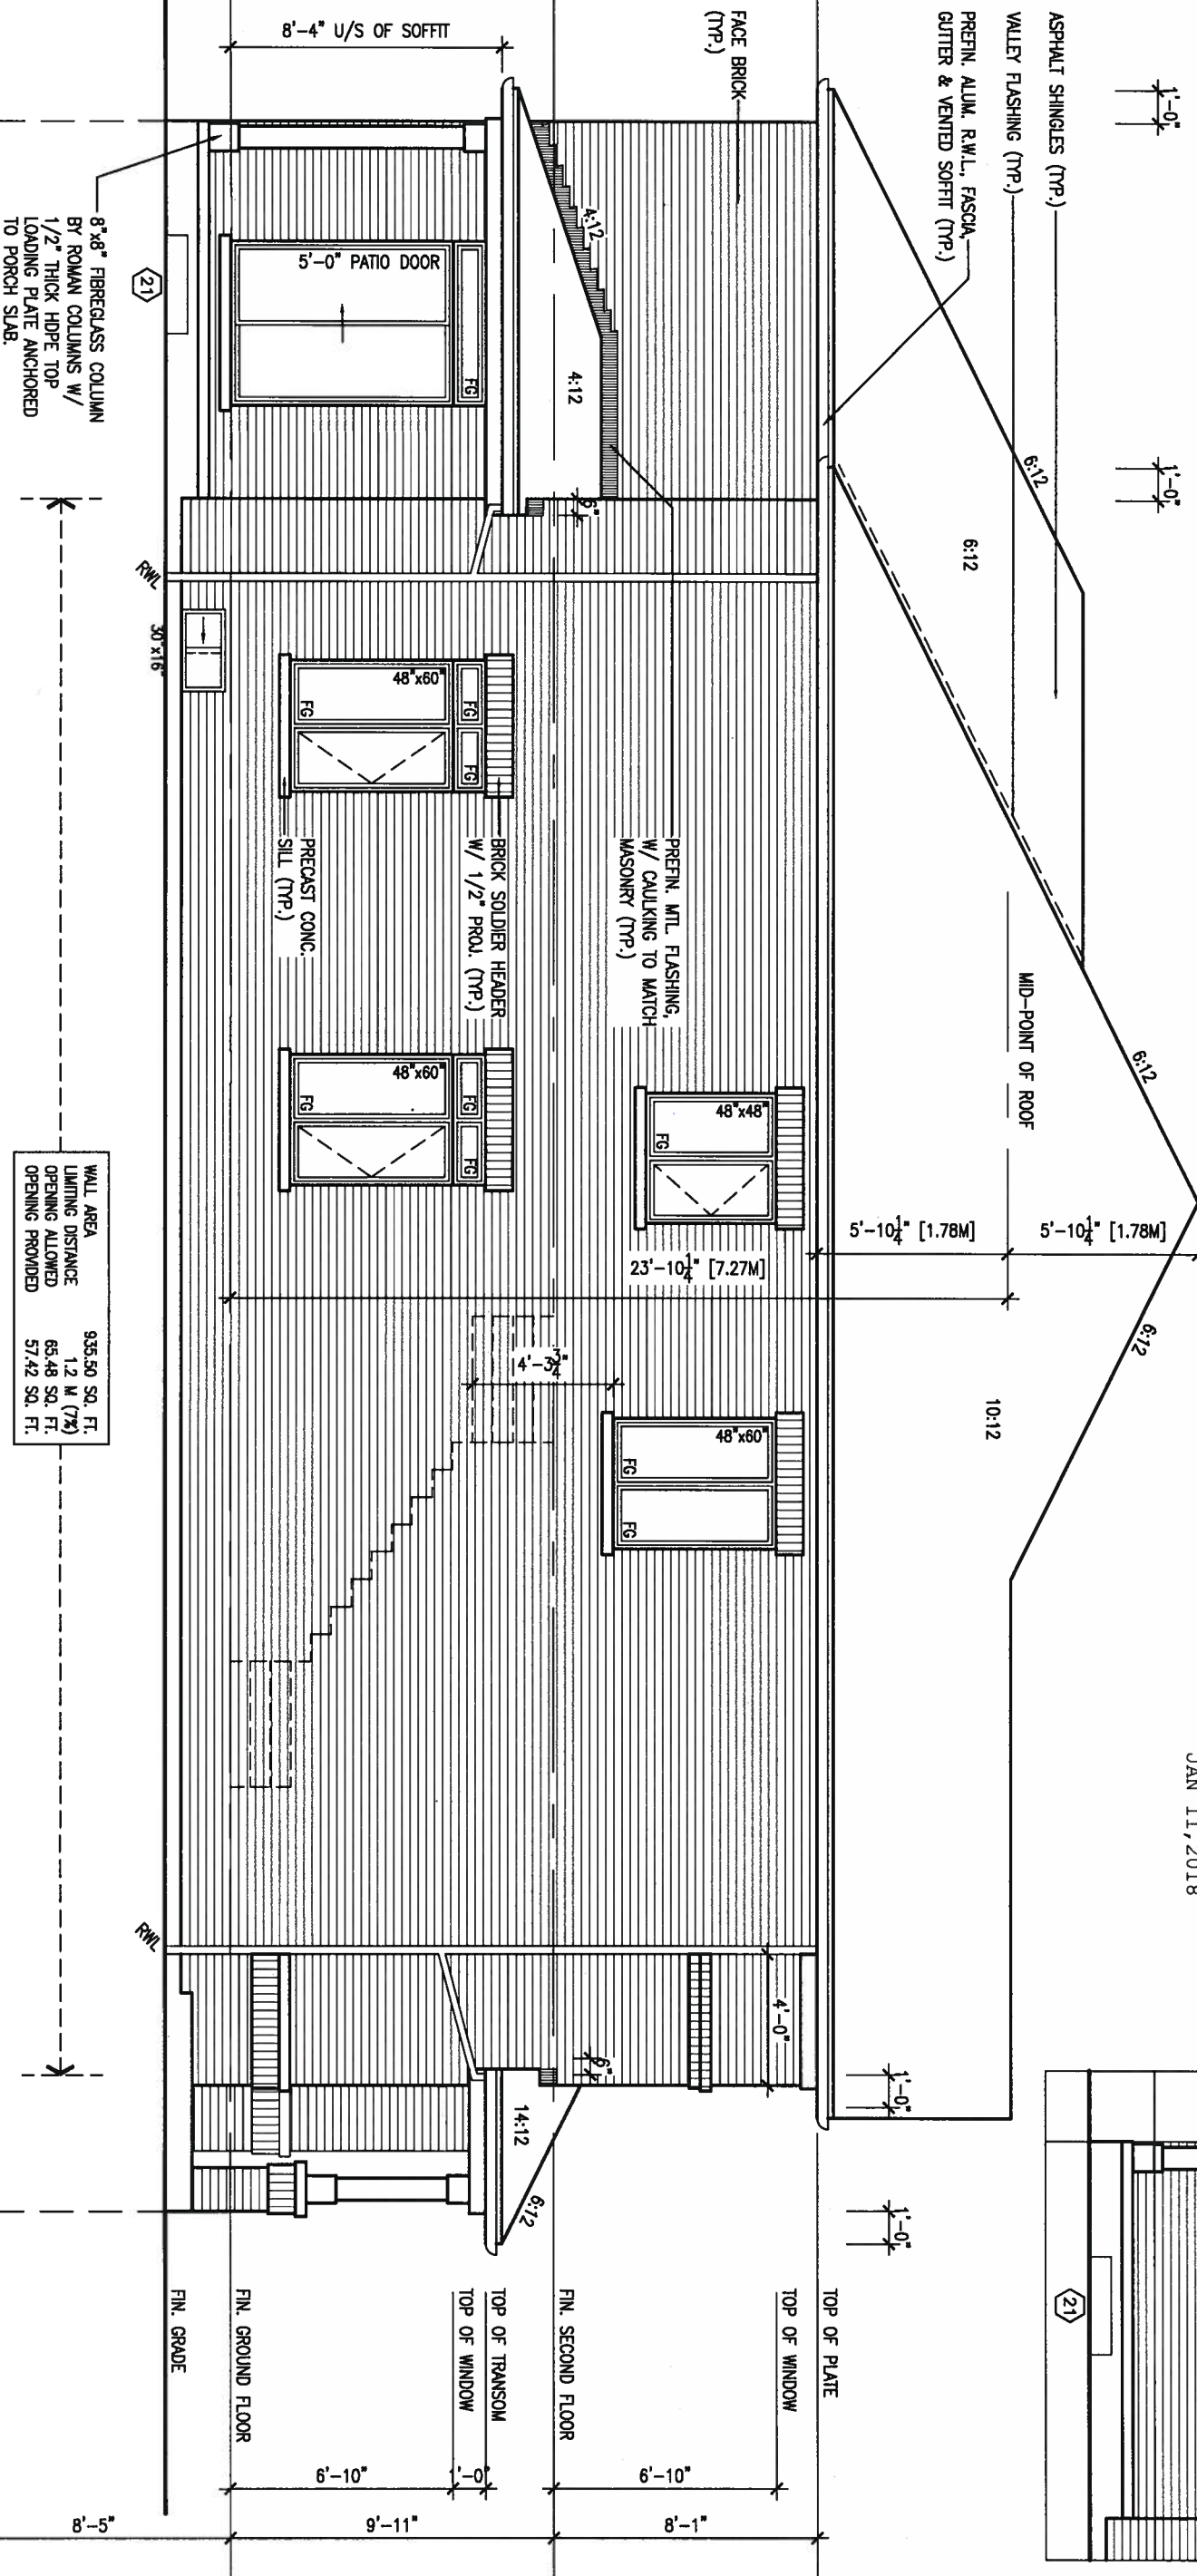 JAN 11, 2018
1'-0"
1'-0"
ASPHALT SHINGLES (TYP.)
VALLEY FLASHING (TYP.)
PREFIN. ALUM. R.W.L., FASCIA,
GUTTER & VENTED SOFFIT (TYP.)
FACE BRICK
(TYP.)
8'-4" U/S OF SOFFIT
6:12
6:12
6:12
6:12
10:12
MID-POINT OF ROOF
5'-10¼" [1.78M]
5'-10¼" [1.78M]
23'-10¼" [7.27M]
1'-0"
1'-0"
4:12
4:12
6"
5'-0" PATIO DOOR
FG
PREFIN. MTL. FLASHING,
W/ CAULKING TO MATCH
MASONRY (TYP.)
BRICK SOLDIER HEADER
W/ 1/2" PROJ. (TYP.)
PRECAST CONC.
SILL (TYP.)
48"x60"
FG
FG
FG
48"x60"
FG
FG
FG
48"x48"
FG
48"x60"
FG
FG
4'-3¾"
4'-0"
6"
14:12
6:12
RWL
30"x16"
RWL
21
21
8"x8" FIBREGLASS COLUMN
BY ROMAN COLUMNS W/
1/2" THICK HDPE TOP
LOADING PLATE ANCHORED
TO PORCH SLAB.
WALL AREA 935.50 SQ. FT.
LIMITING DISTANCE 1.2 M (7%)
OPENING ALLOWED 65.48 SQ. FT.
OPENING PROVIDED 57.42 SQ. FT.
TOP OF PLATE
TOP OF WINDOW
FIN. SECOND FLOOR
TOP OF TRANSOM
TOP OF WINDOW
FIN. GROUND FLOOR
FIN. GRADE
6'-10"
1'-0"
6'-10"
8'-1"
9'-11"
8'-5"